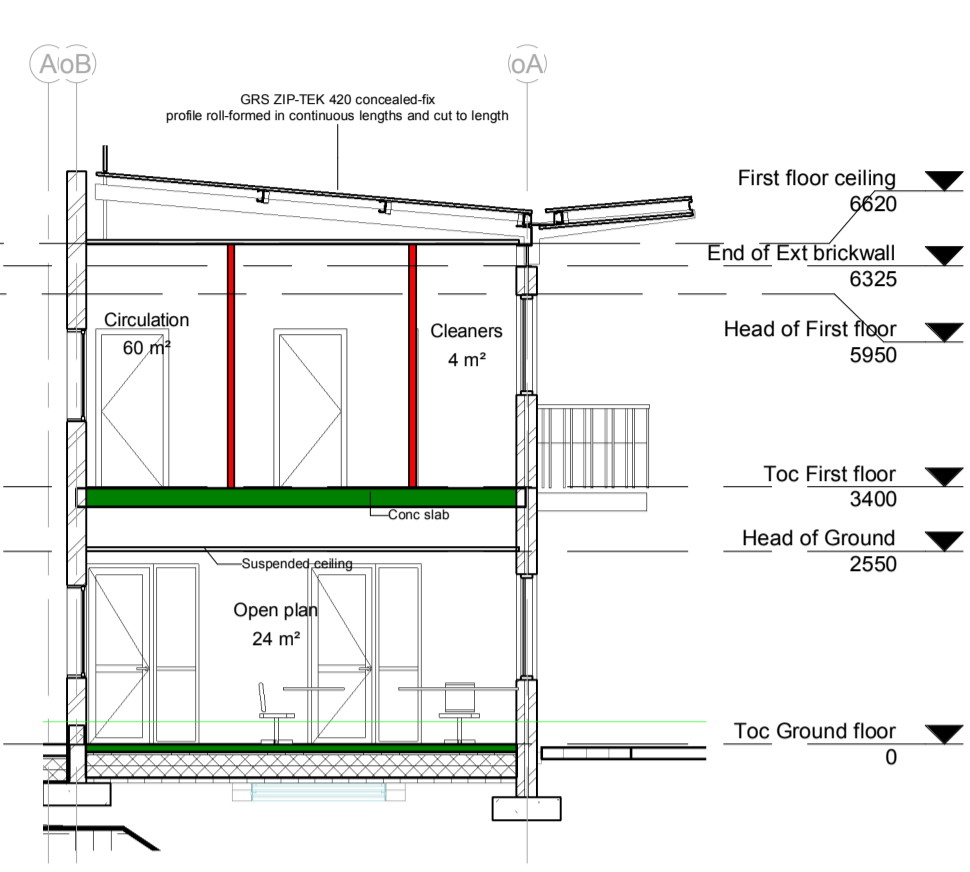 AoB
oA
GRS ZIP-TEK 420 concealed-fix
profile roll-formed in continuous lengths and cut to length
First floor ceiling
6620
End of Ext brickwall
6325
Circulation
60 m²
Cleaners
4 m²
Head of First floor
5950
Toc First floor
3400
Conc slab
Head of Ground
2550
Suspended ceiling
Open plan
24 m²
Toc Ground floor
0